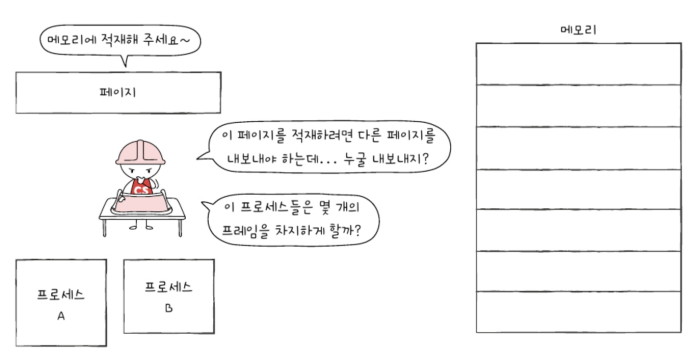 메모리에 적재해 주세요~
페이지
이 페이지를 적재하려면 다른 페이지를
내보내야 하는데... 누굴 내보내지?
CS
이 프로세스들은 몇 개의
프레임을 차지하게 할까?
프로세스
A
프로세스
B
메모리